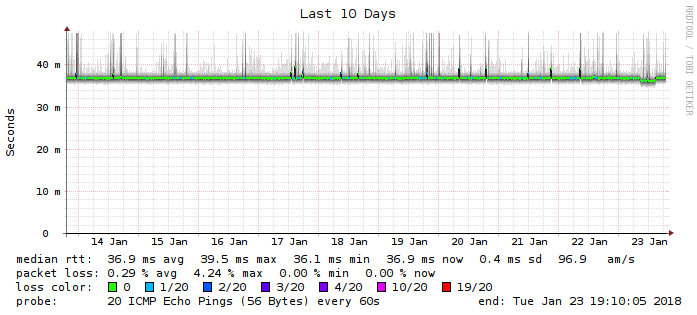 Last 10 Days
RRDTOOL / TOBI OETIKER
Seconds
40 m
30 m
20 m
10 m
0
14 Jan 15 Jan 16 Jan 17 Jan 18 Jan 19 Jan 20 Jan 21 Jan 22 Jan 23 Jan
median rtt: 36.9 ms avg 39.5 ms max 36.1 ms min 36.9 ms now 0.4 ms sd 96.9 am/s
packet loss: 0.29 % avg 4.24 % max 0.00 % min 0.00 % now
loss color: 0 1/20 2/20 3/20 4/20 10/20 19/20
probe: 20 ICMP Echo Pings (56 Bytes) every 60s end: Tue Jan 23 19:10:05 2018